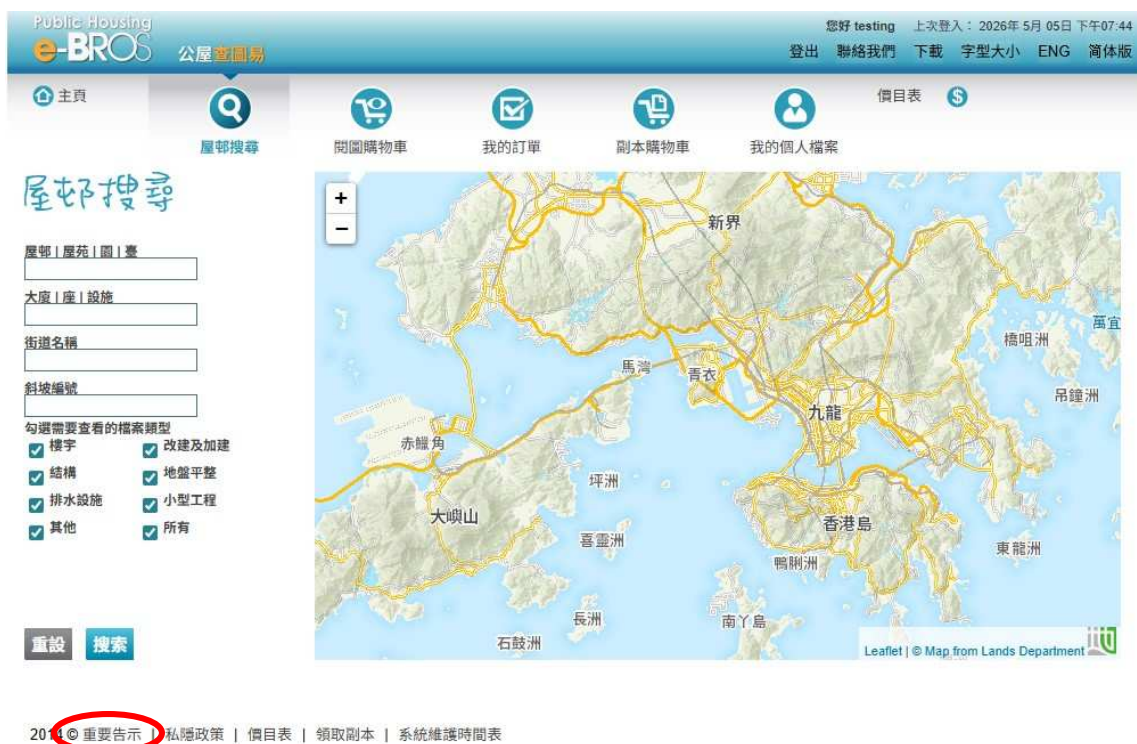 Public Housing
e-BROS 公屋查圖易
您好 testing 上次登入： 2026年 5月 05日 下午07:44
登出 聯絡我們 下載 字型大小 ENG 简体版
主頁
屋邨搜尋
閱圖購物車
我的訂單
副本購物車
我的個人檔案
價目表 $
屋邨搜尋
屋邨 | 屋苑 | 園 | 臺
大廈 | 座 | 設施
街道名稱
斜坡編號
勾選需要查看的檔案類型
樓宇 改建及加建
結構 地盤平整
排水設施 小型工程
其他 所有
重設 搜索
+
−
新界
萬宜
橋咀洲
馬灣
青衣
吊鐘洲
九龍
赤鱲角
坪洲
大嶼山
香港島
喜靈洲
東龍洲
鴨脷洲
長洲
南丫島
石鼓洲
Leaflet | © Map from Lands Department
2014 © 重要告示 | 私隱政策 | 價目表 | 領取副本 | 系統維護時間表